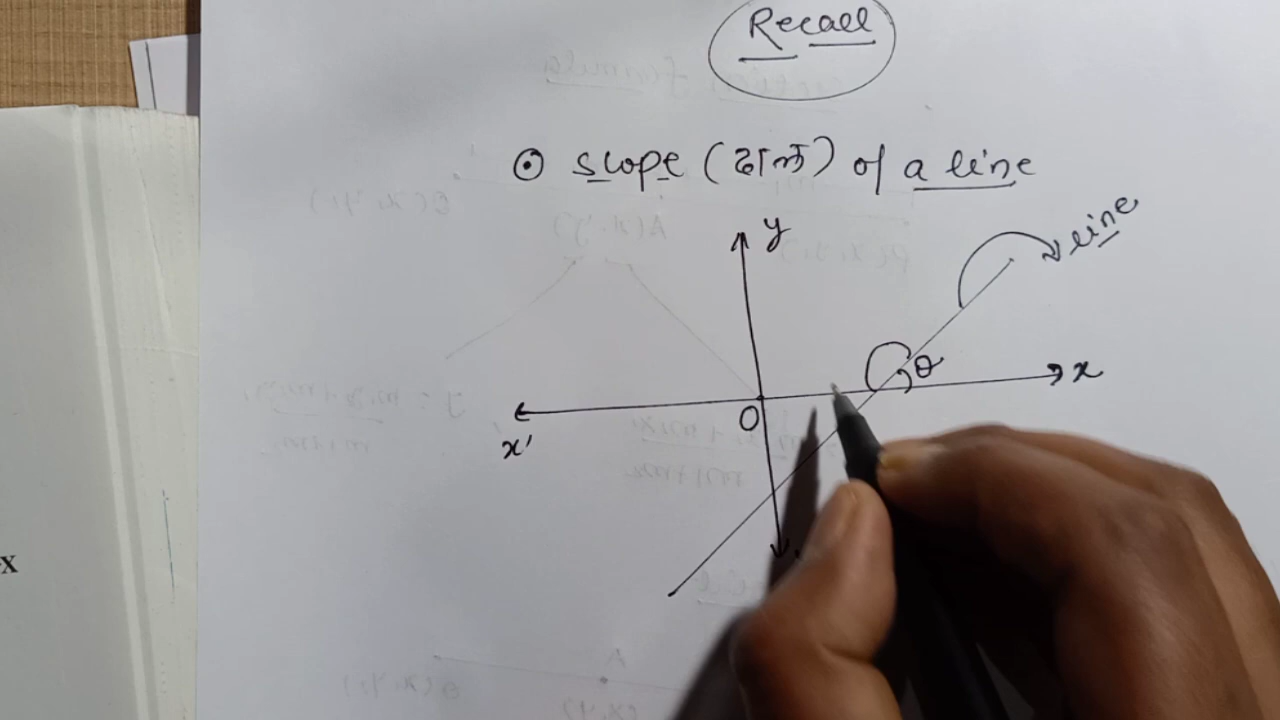 Recall
⊙ slope (ढाल) of a line
y
line
θ
x
O
x'
x